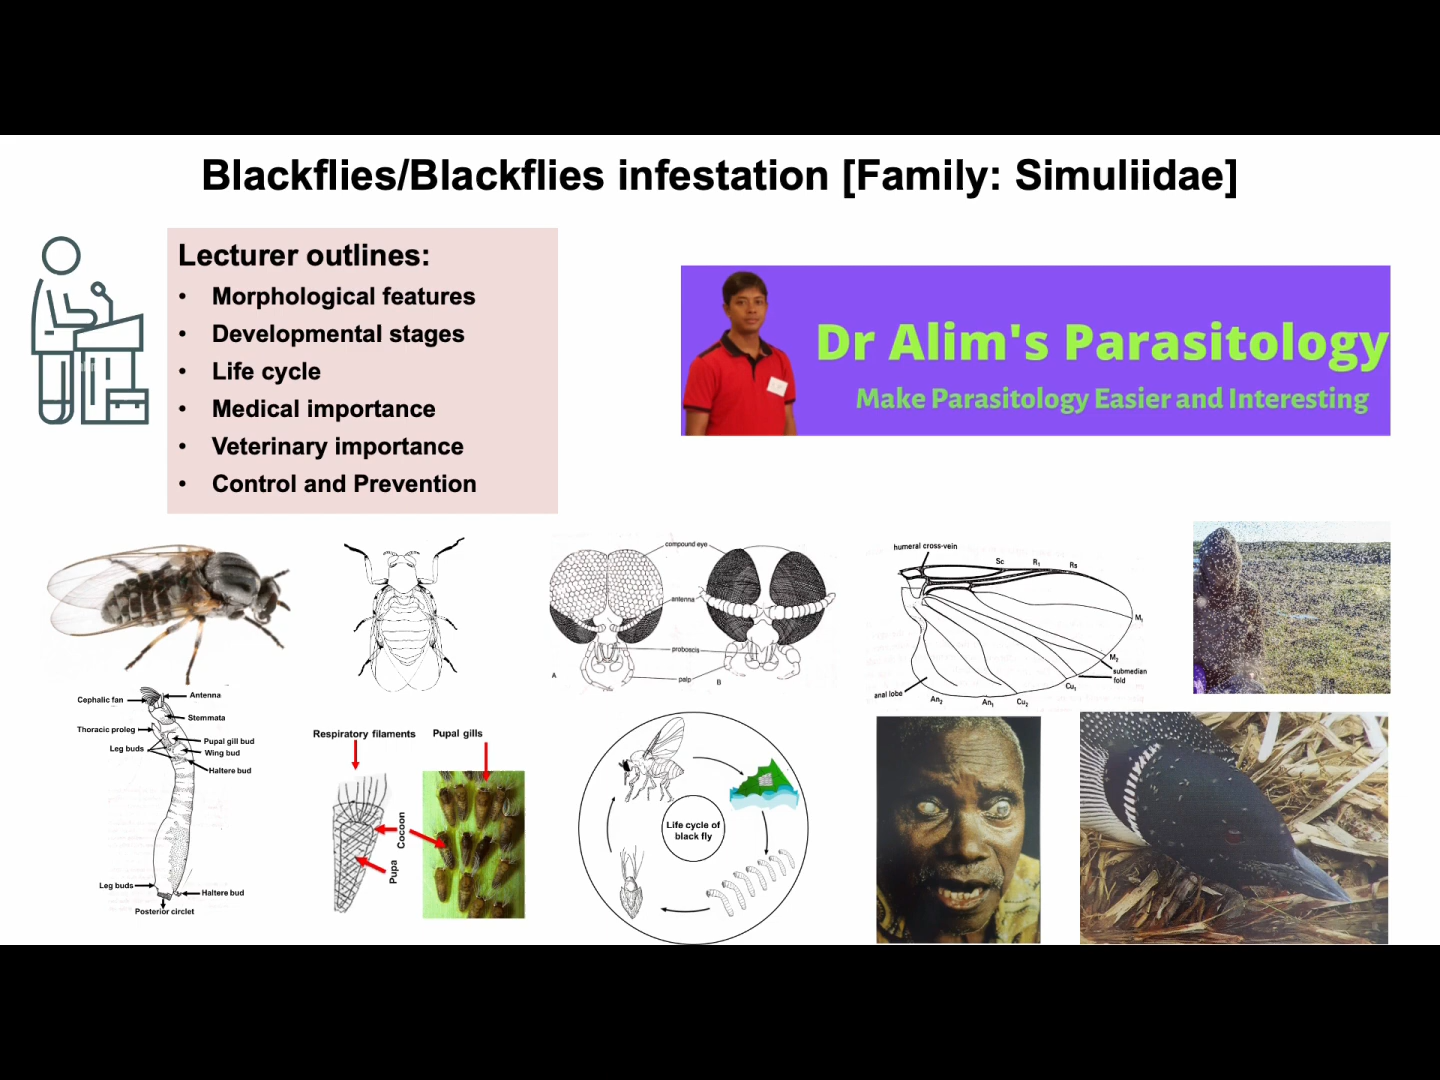 Blackflies/Blackflies infestation [Family: Simuliidae]
Lecturer outlines:
• Morphological features
• Developmental stages
• Life cycle
• Medical importance
• Veterinary importance
• Control and Prevention
Dr Alim's Parasitology
Make Parasitology Easier and Interesting
compound eye
antenna
proboscis
palp
A
B
humeral cross-vein
Sc
R1
Rs
M1
M2
submedian
fold
Cu1
Cu2
An1
An2
anal lobe
Cephalic fan
Antenna
Stemmata
Thoracic proleg
Pupal gill bud
Leg buds
Wing bud
Haltere bud
Leg buds
Haltere bud
Posterior circlet
Respiratory filaments
Pupal gills
Cocoon
Pupa
Life cycle of
black fly